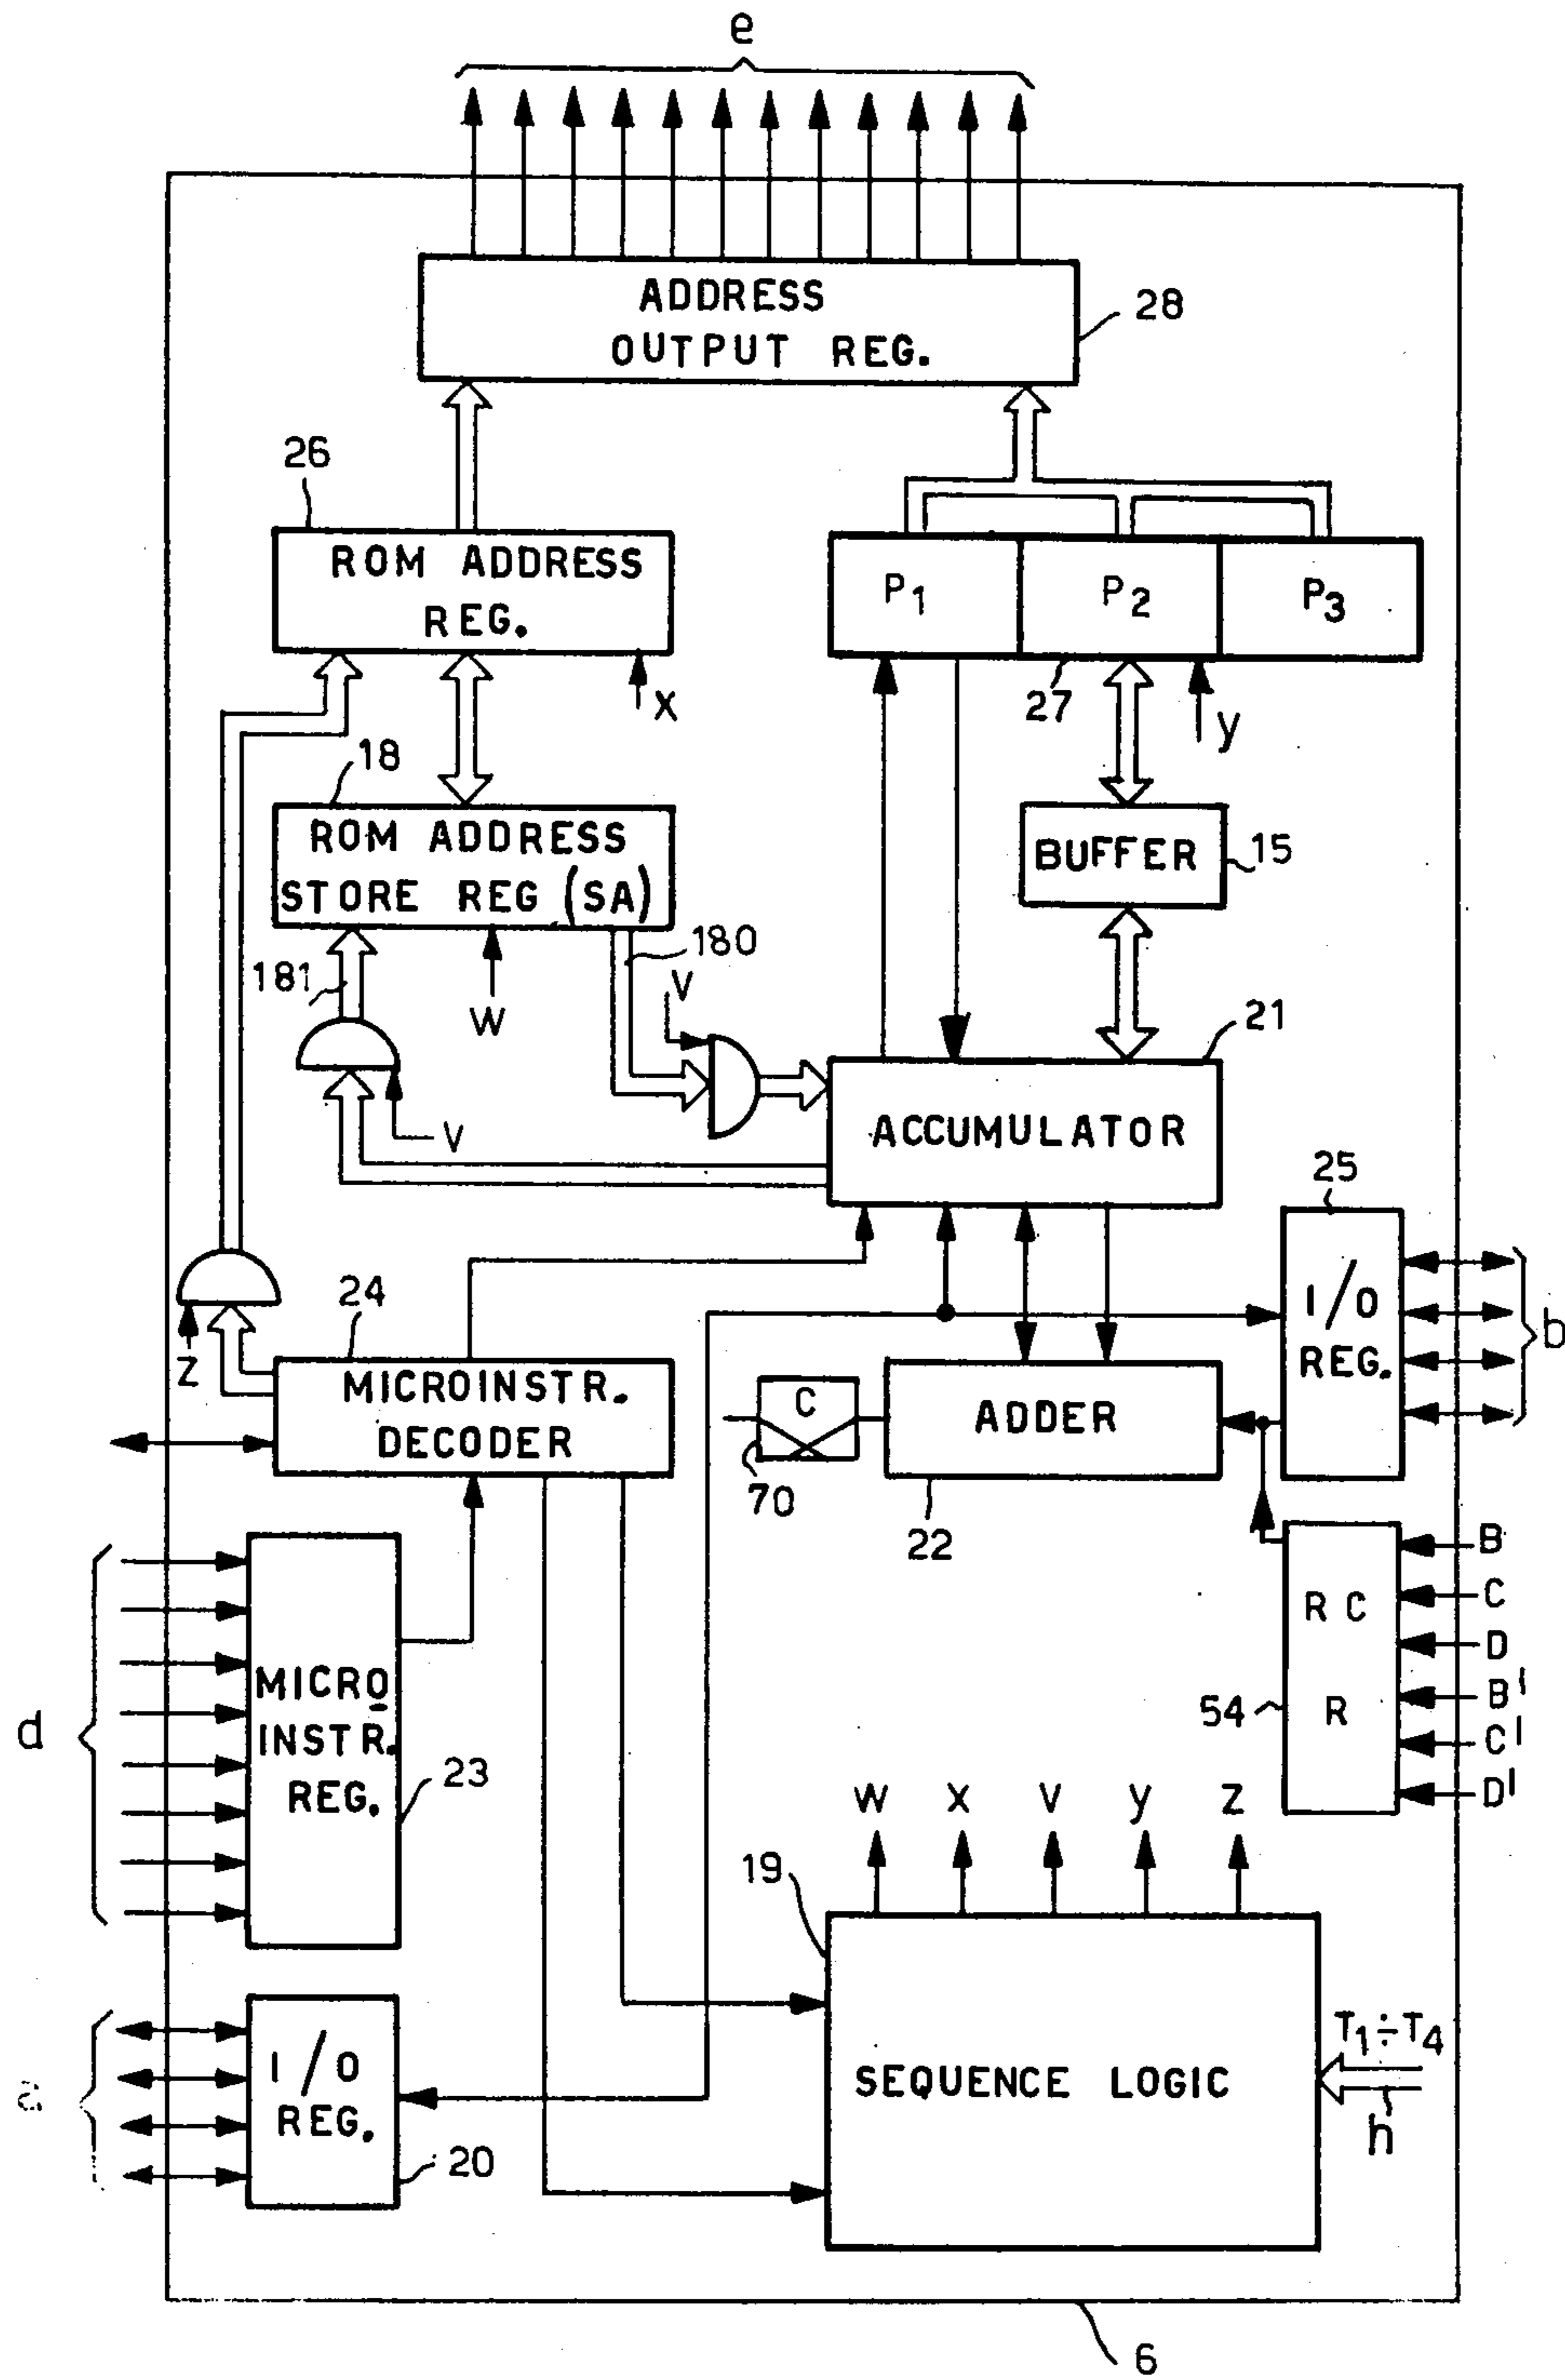 e
ADDRESS
OUTPUT REG.
28
26
ROM ADDRESS
REG.
P1
P2
P3
27
x
y
18
ROM ADDRESS
STORE REG (SA)
BUFFER
15
180
181
W
V
V
21
ACCUMULATOR
25
I/O
REG.
b
24
Z
MICROINSTR.
DECODER
C
70
ADDER
22
B
C
D
B'
C'
D'
R C
R
54
d
MICRO
INSTR.
REG.
23
W
x
V
y
z
19
SEQUENCE LOGIC
T1÷T4
h
a
I/O
REG.
20
6